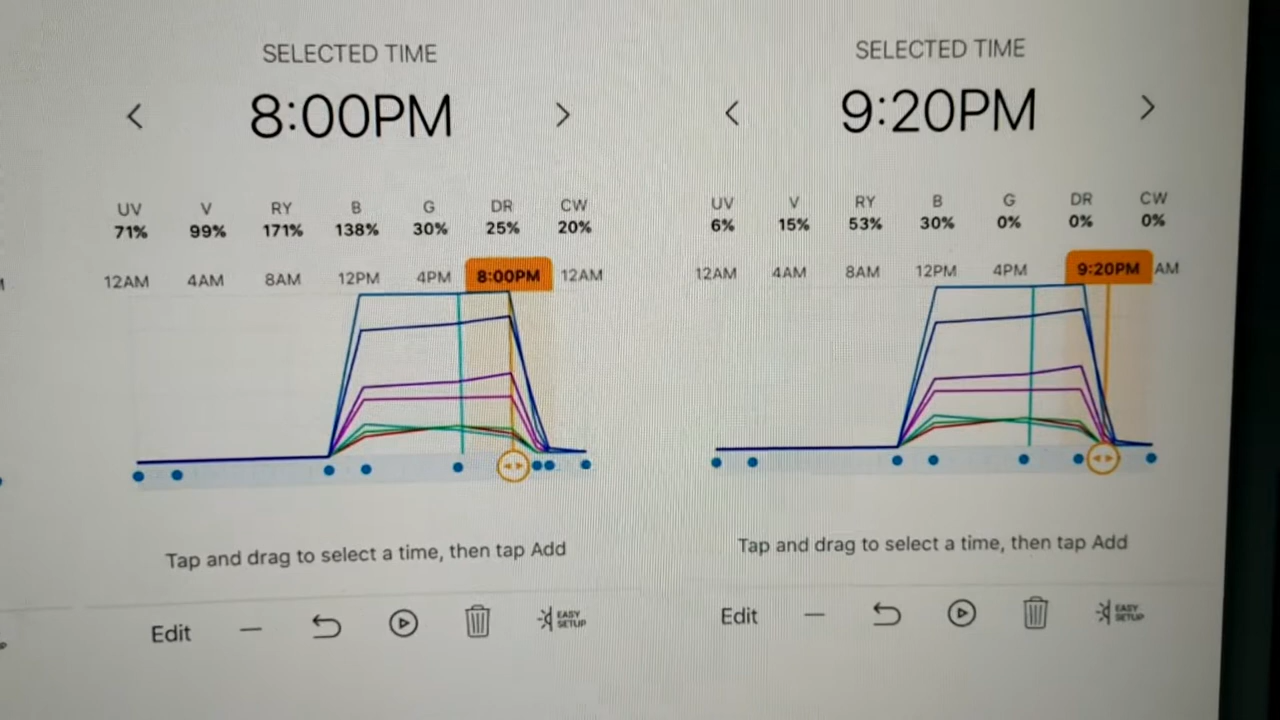 SELECTED TIME
8:00PM
UV V RY B G DR CW
71% 99% 171% 138% 30% 25% 20%
12AM 4AM 8AM 12PM 4PM 8:00PM 12AM
Tap and drag to select a time, then tap Add
Edit
EASY
SETUP
SELECTED TIME
9:20PM
UV V RY B G DR CW
6% 15% 53% 30% 0% 0% 0%
12AM 4AM 8AM 12PM 4PM 9:20PM AM
Tap and drag to select a time, then tap Add
Edit
EASY
SETUP